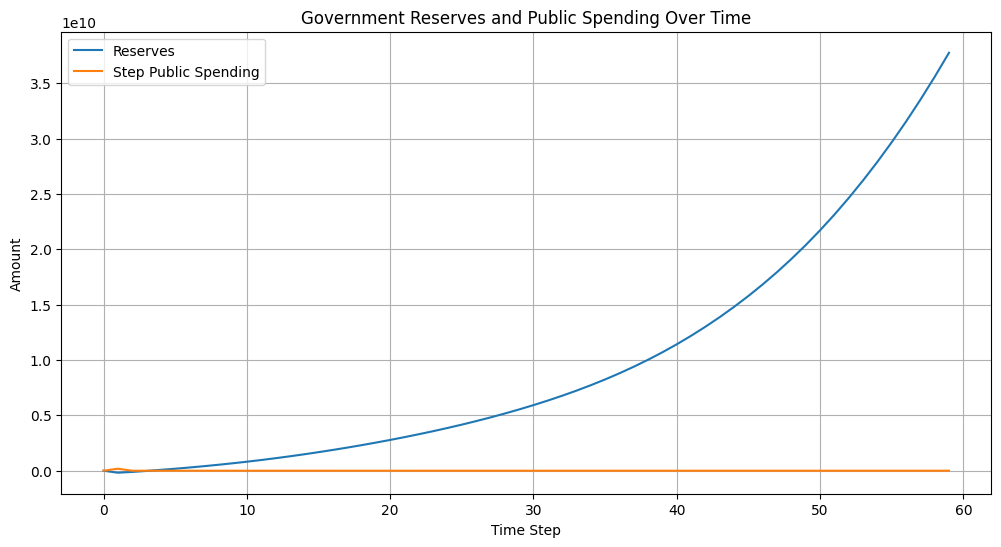 Government Reserves and Public Spending Over Time
1e10
Reserves
Step Public Spending
3.5
3.0
2.5
2.0
1.5
1.0
0.5
0.0
Amount
0 10 20 30 40 50 60
Time Step